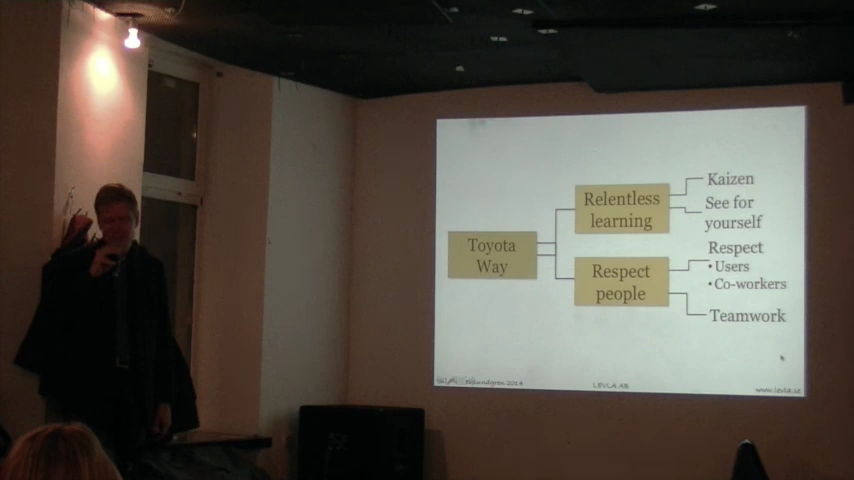 Toyota
Way
Relentless
learning
Respect
people
Kaizen
See for
yourself
Respect
• Users
• Co-workers
Teamwork
2014
LEVLA AB
www.levla.se